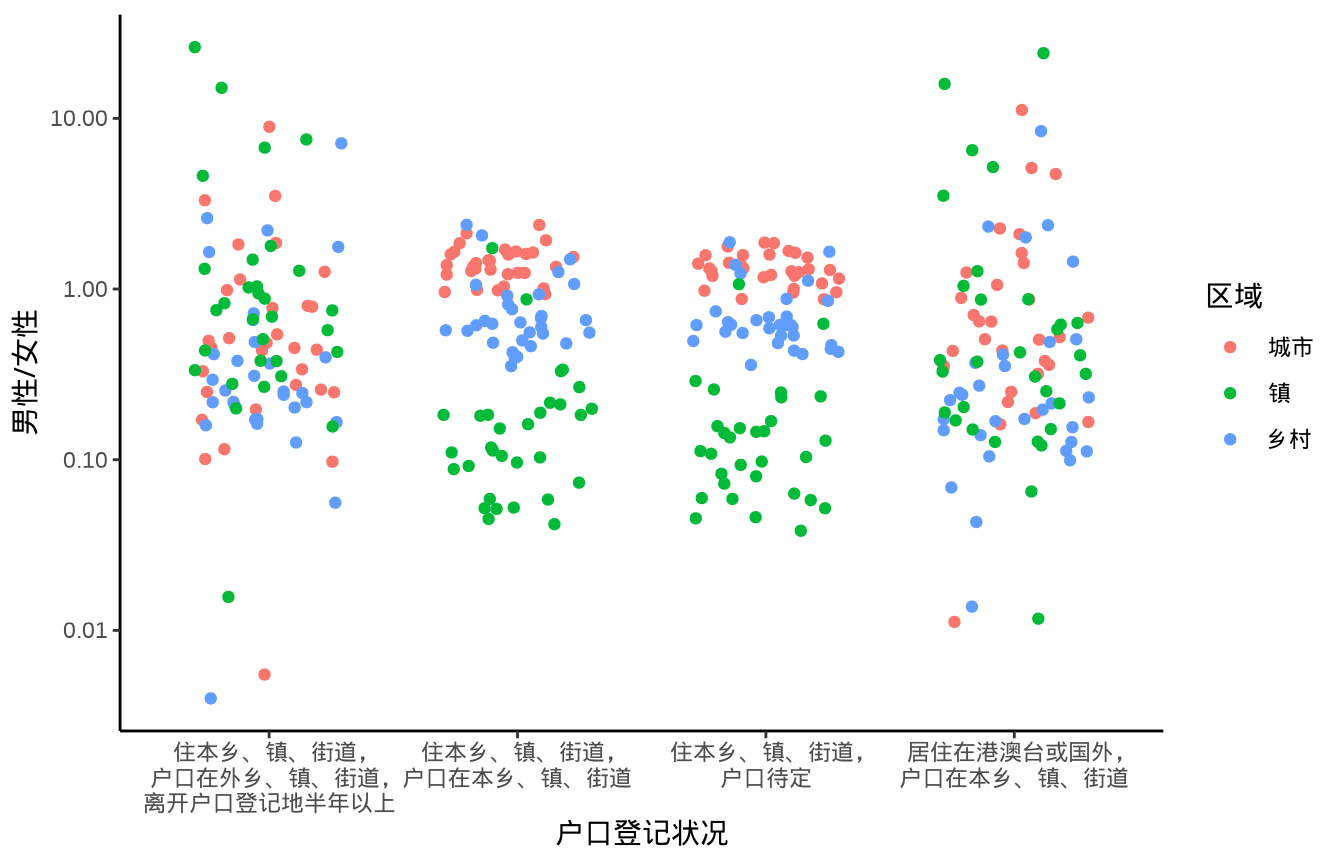 10.00
1.00
0.10
0.01
男性/女性
住本乡、镇、街道，
户口在外乡、镇、街道，
离开户口登记地半年以上
住本乡、镇、街道，
户口在本乡、镇、街道
住本乡、镇、街道，
户口待定
居住在港澳台或国外，
户口在本乡、镇、街道
户口登记状况
区域
城市
镇
乡村